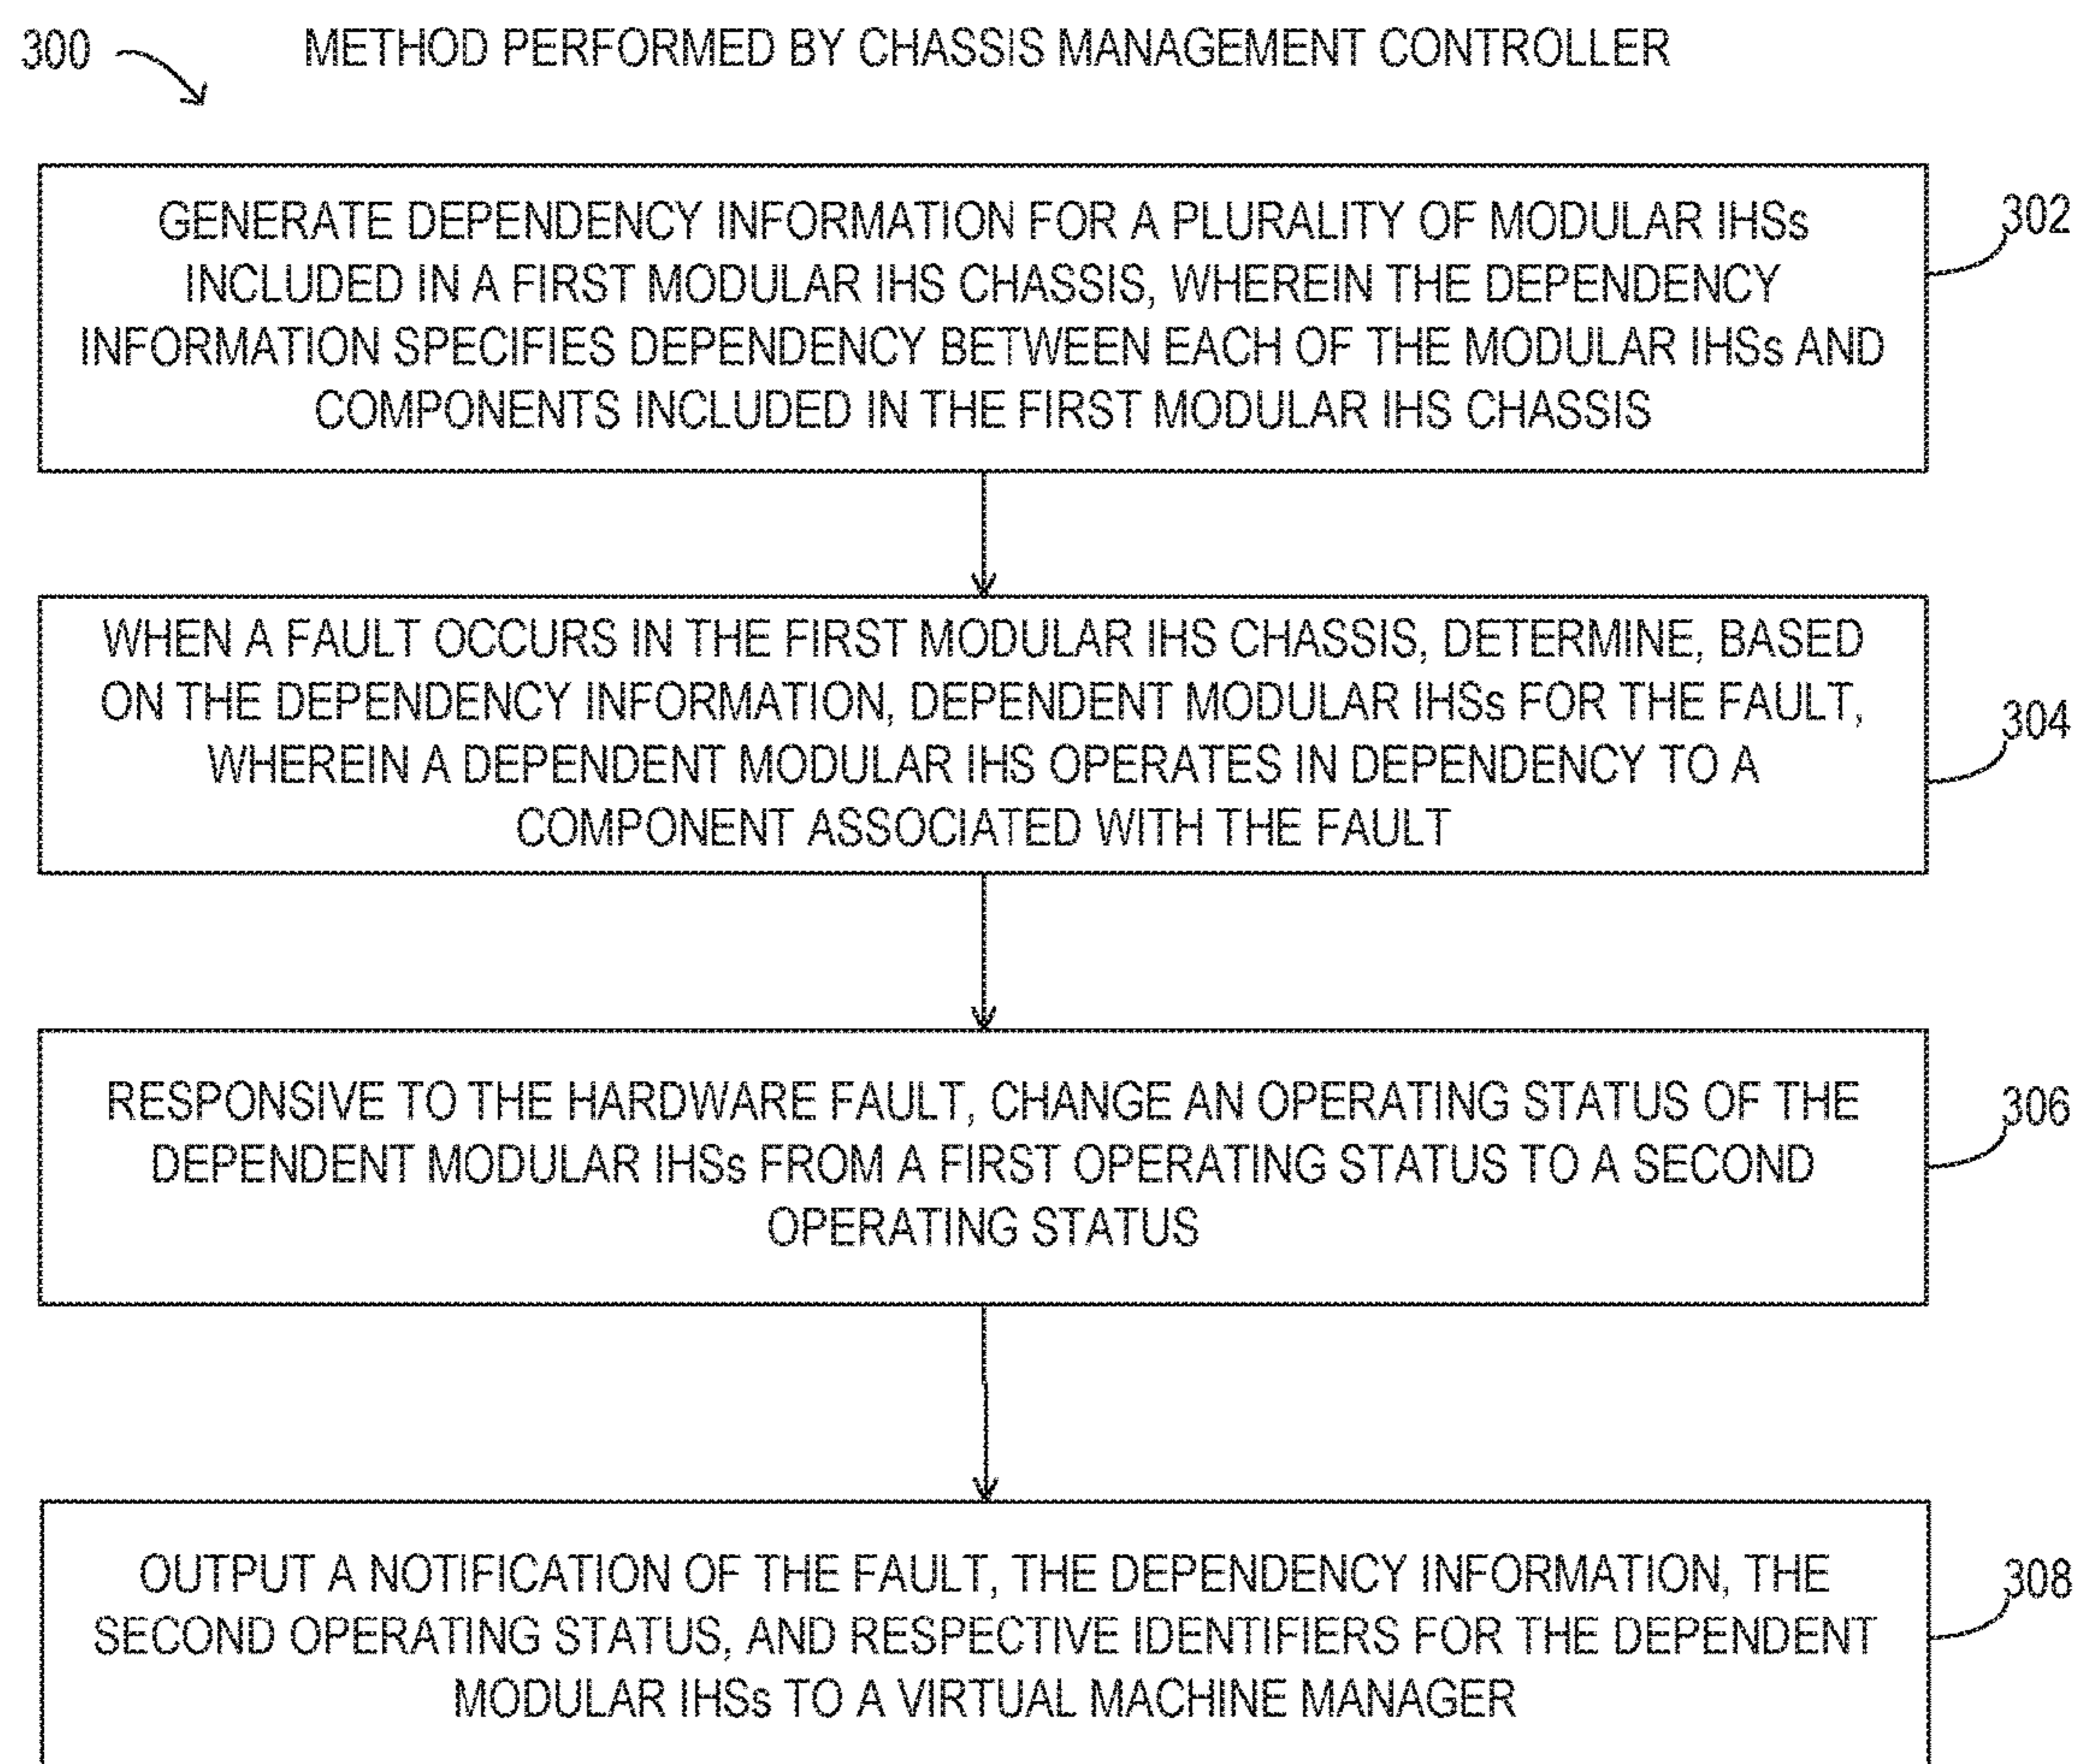 300
METHOD PERFORMED BY CHASSIS MANAGEMENT CONTROLLER
GENERATE DEPENDENCY INFORMATION FOR A PLURALITY OF MODULAR IHSs
INCLUDED IN A FIRST MODULAR IHS CHASSIS, WHEREIN THE DEPENDENCY
INFORMATION SPECIFIES DEPENDENCY BETWEEN EACH OF THE MODULAR IHSs AND
COMPONENTS INCLUDED IN THE FIRST MODULAR IHS CHASSIS
302
WHEN A FAULT OCCURS IN THE FIRST MODULAR IHS CHASSIS, DETERMINE, BASED
ON THE DEPENDENCY INFORMATION, DEPENDENT MODULAR IHSs FOR THE FAULT,
WHEREIN A DEPENDENT MODULAR IHS OPERATES IN DEPENDENCY TO A
COMPONENT ASSOCIATED WITH THE FAULT
304
RESPONSIVE TO THE HARDWARE FAULT, CHANGE AN OPERATING STATUS OF THE
DEPENDENT MODULAR IHSs FROM A FIRST OPERATING STATUS TO A SECOND
OPERATING STATUS
306
OUTPUT A NOTIFICATION OF THE FAULT, THE DEPENDENCY INFORMATION, THE
SECOND OPERATING STATUS, AND RESPECTIVE IDENTIFIERS FOR THE DEPENDENT
MODULAR IHSs TO A VIRTUAL MACHINE MANAGER
308